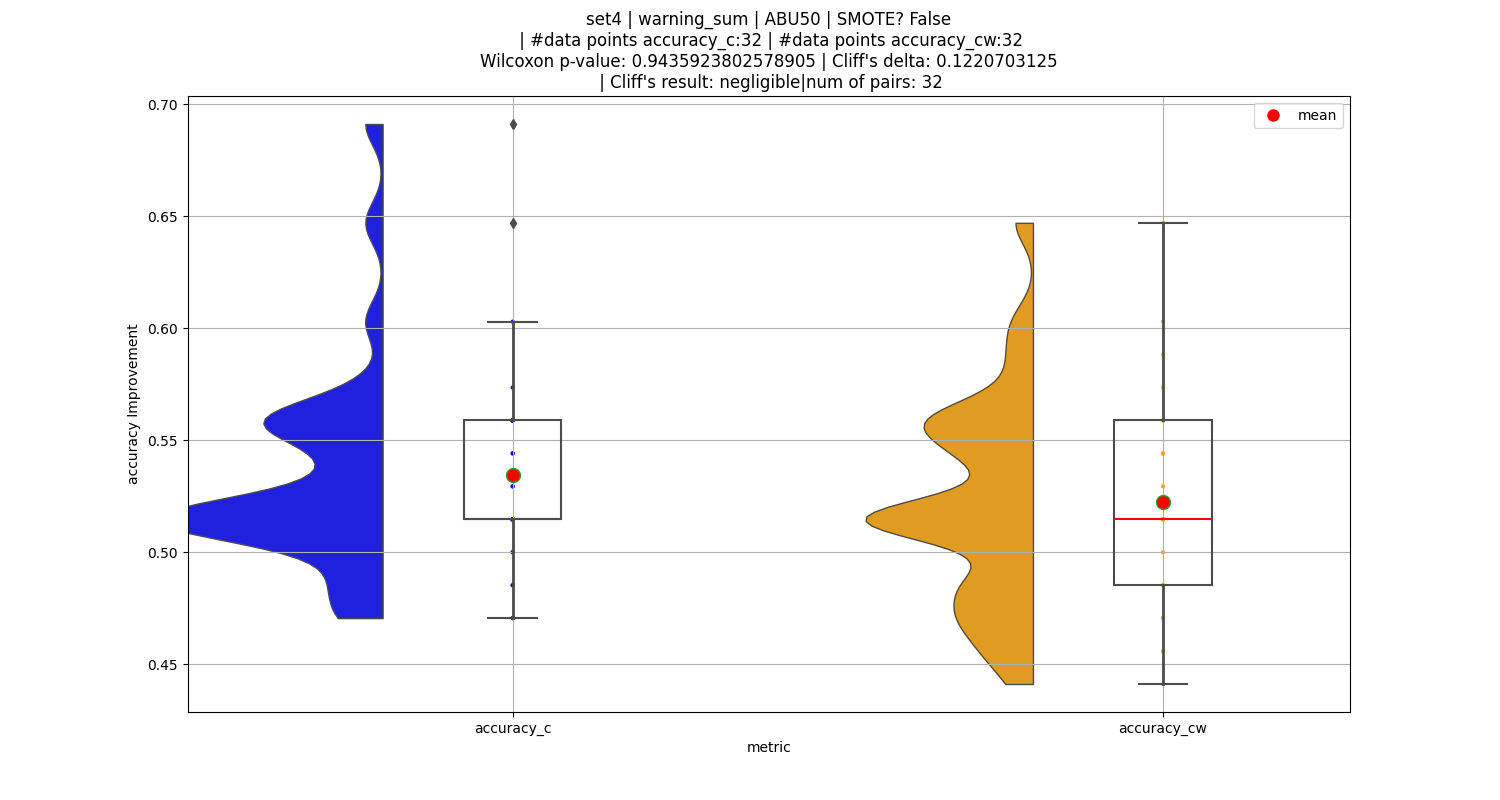 set4 | warning_sum | ABU50 | SMOTE? False
| #data points accuracy_c:32 | #data points accuracy_cw:32
Wilcoxon p-value: 0.9435923802578905 | Cliff's delta: 0.1220703125
| Cliff's result: negligible|num of pairs: 32
mean
accuracy Improvement
0.70
0.65
0.60
0.55
0.50
0.45
accuracy_c
accuracy_cw
metric